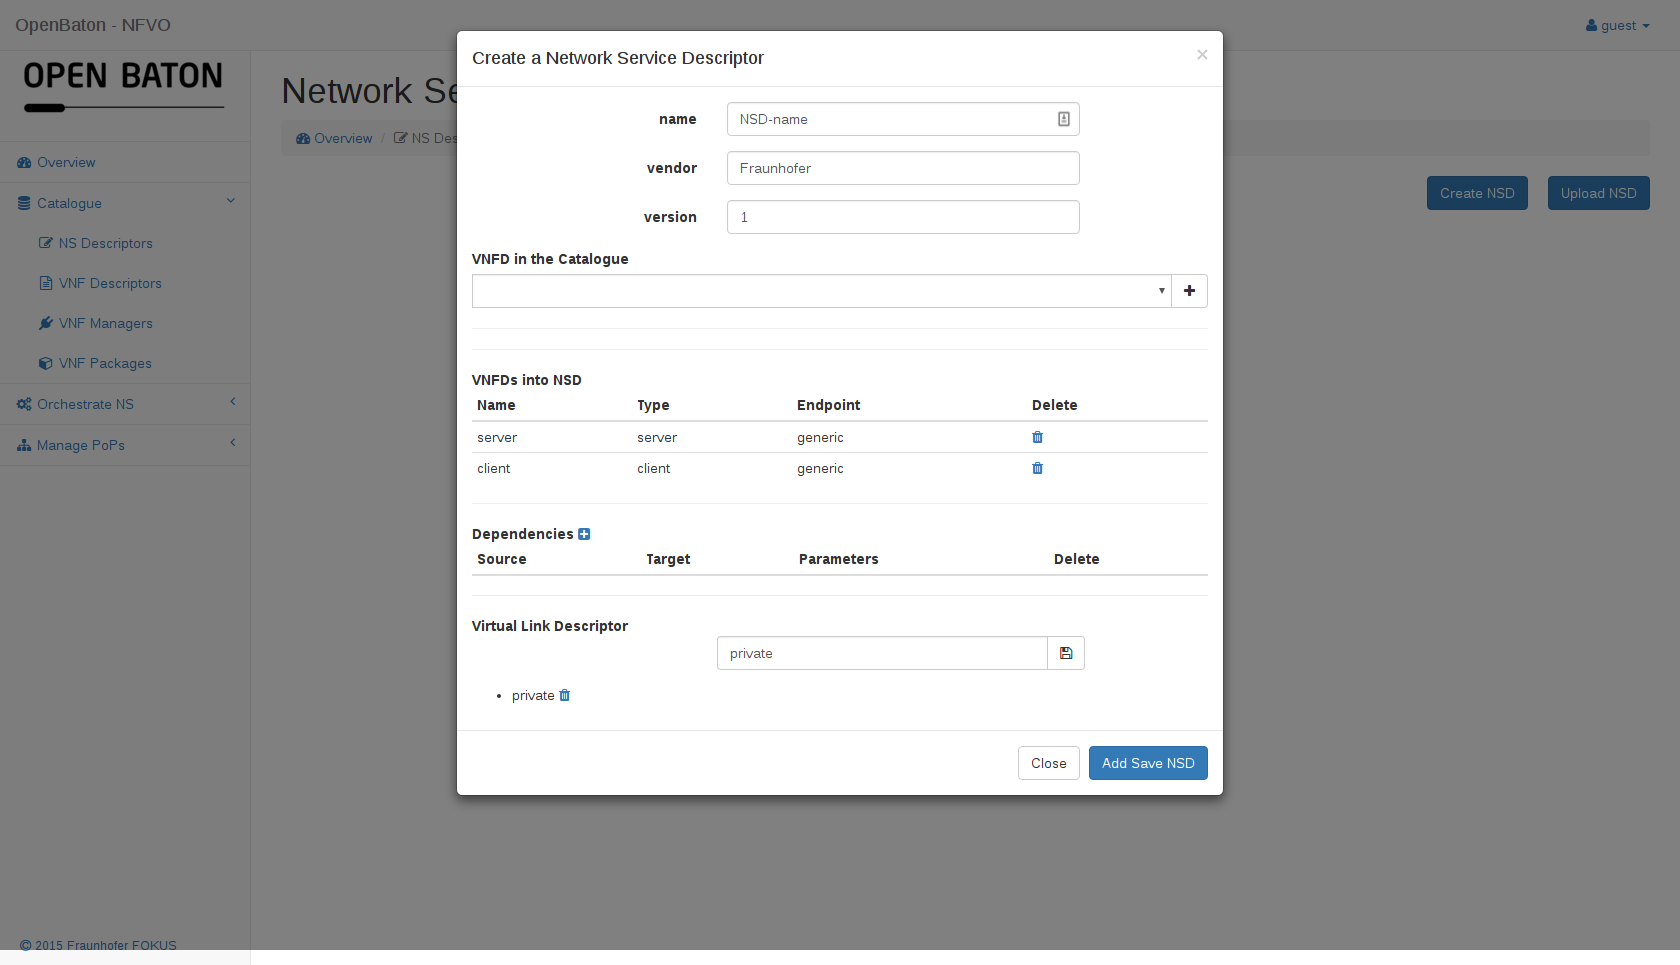 OpenBaton - NFVO
guest
OPEN BATON
Overview
Catalogue
NS Descriptors
VNF Descriptors
VNF Managers
VNF Packages
Orchestrate NS
Manage PoPs
© 2015 Fraunhofer FOKUS
Network Se
Overview / NS Des
Create NSD Upload NSD
Create a Network Service Descriptor ×
name NSD-name
vendor Fraunhofer
version 1
VNFD in the Catalogue
VNFDs into NSD
Name Type Endpoint Delete
server server generic
client client generic
Dependencies
Source Target Parameters Delete
Virtual Link Descriptor
private
• private
Close Add Save NSD